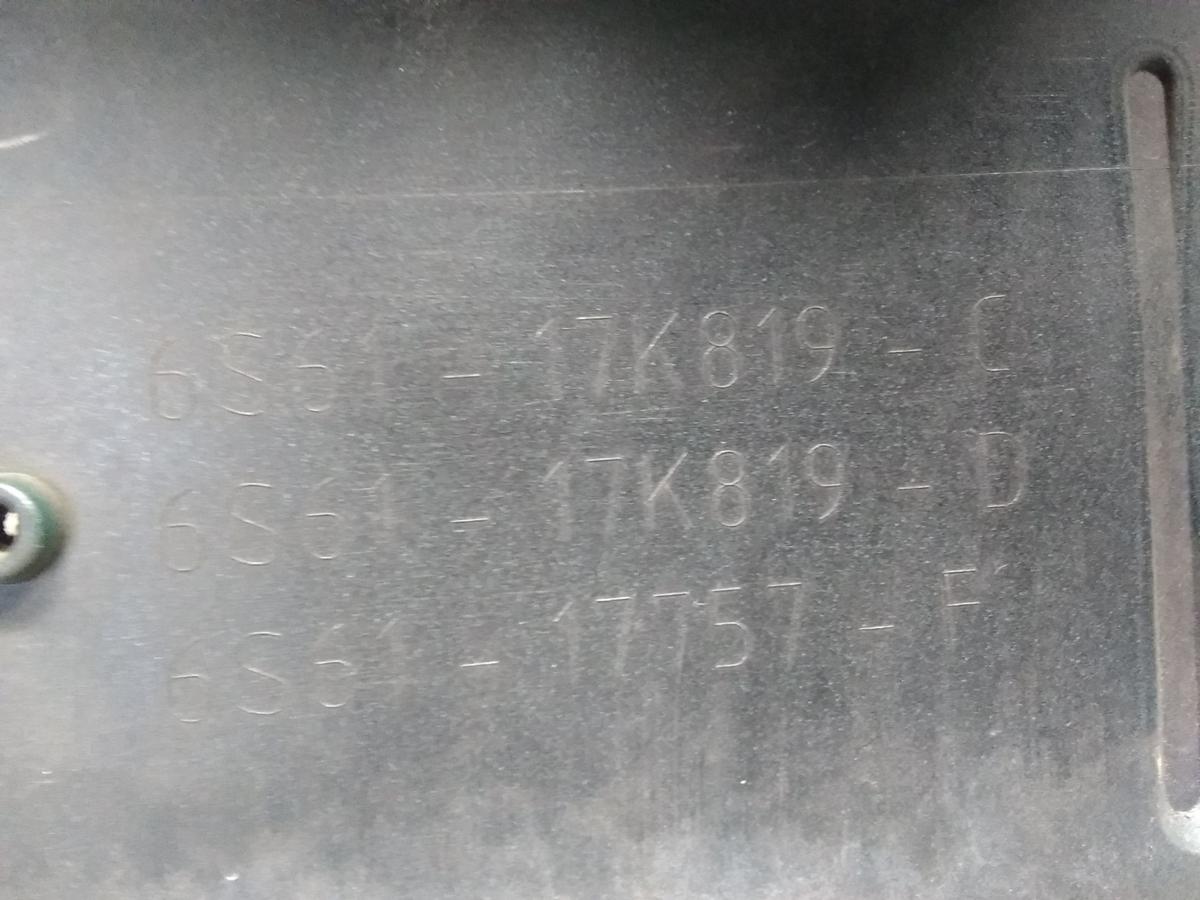 6S61 - 17K819 - C
6S61 - 17K819 - D
6S61 - 17757 - F